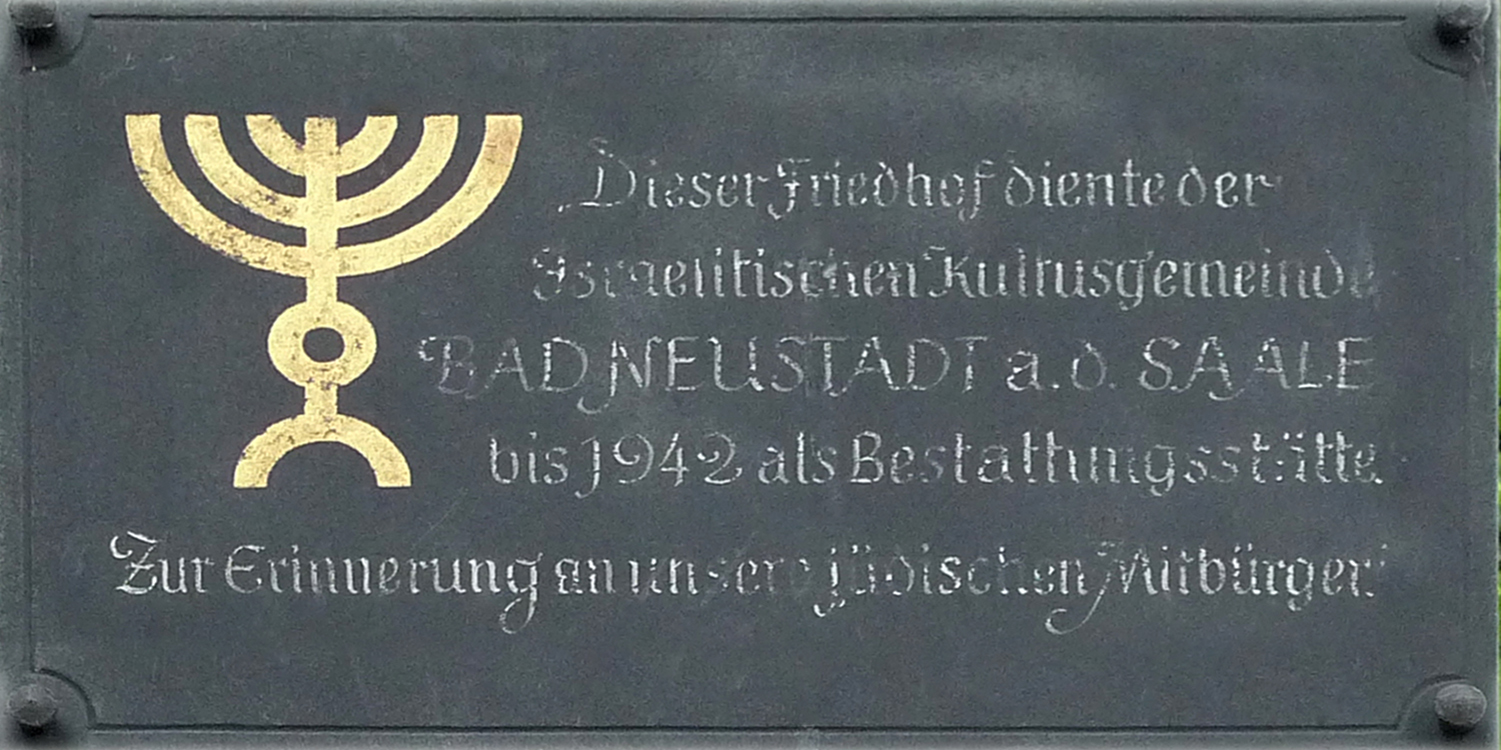 Dieser Friedhof diente der
Israelitischen Kultusgemeinde
BAD NEUSTADT a.d. SAALE
bis 1942 als Bestattungsstätte.
Zur Erinnerung an unsere jüdischen Mitbürger!